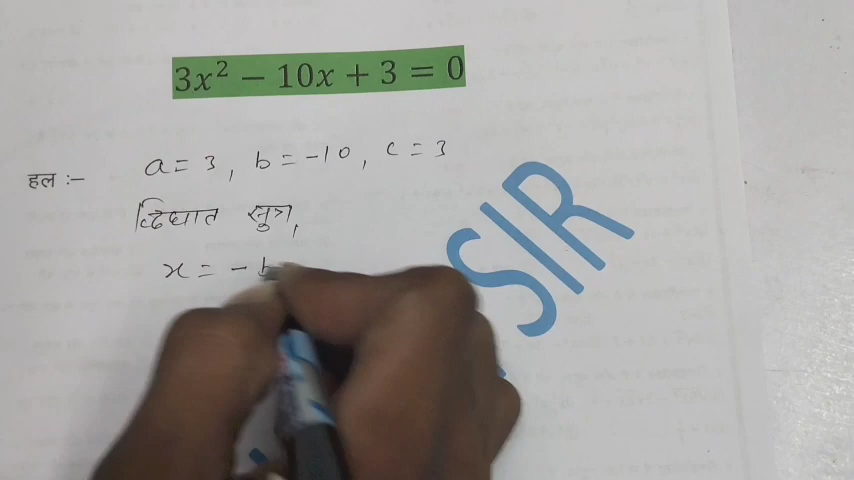 3x² − 10x + 3 = 0
हल :− a = 3, b = −10, c = 3
द्विघात सुत्र,
x = − b
SIR